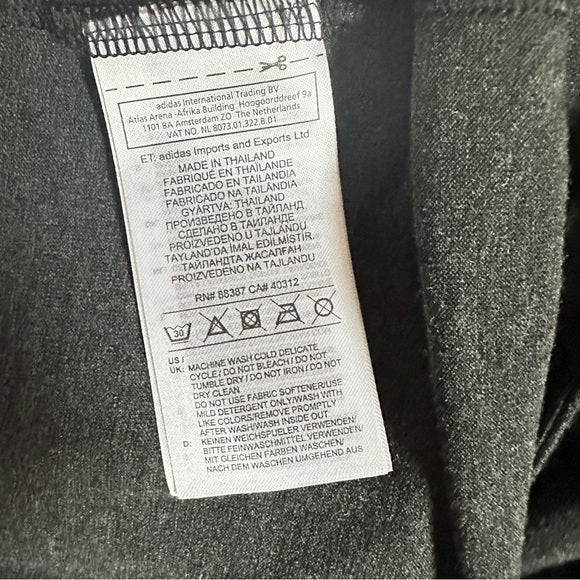 adidas International Trading BV
Atlas Arena -Afrika Building Hoogoorddreef 9a
1101 BA Amsterdam ZO The Netherlands
VAT NO. NL 8073.01.322.B.01
ET: adidas Imports and Exports Ltd
MADE IN THAILAND
FABRIQUÉ EN THAÏLANDE
FABRICADO EN TAILANDIA
FABRICADO NA TAILÂNDIA
GYÁRTVA: THAILAND
ПРОИЗВЕДЕНО В ТАЙЛАНД
СДЕЛАНО В ТАИЛАНДЕ
PROIZVEDENO U TAJLANDU
TAYLAND'DA İMAL EDİLMİŞTİR.
ТАЙЛАНДТА ЖАСАЛҒАН
PROIZVEDENO NA TAJLANDU
RN# 88387 CA# 40312
30
US /
UK: MACHINE WASH COLD DELICATE
CYCLE / DO NOT BLEACH / DO NOT
TUMBLE DRY / DO NOT IRON / DO NOT
DRY CLEAN
DO NOT USE FABRIC SOFTENER/USE
MILD DETERGENT ONLY/WASH WITH
LIKE COLORS/REMOVE PROMPTLY
AFTER WASH/WASH INSIDE OUT
D: KEINEN WEICHSPUELER VERWENDEN/
BITTE FEINWASCHMITTEL VERWENDEN/
MIT GLEICHEN FARBEN WASCHEN/
NACH DEM WASCHEN UMGEHEND AUS